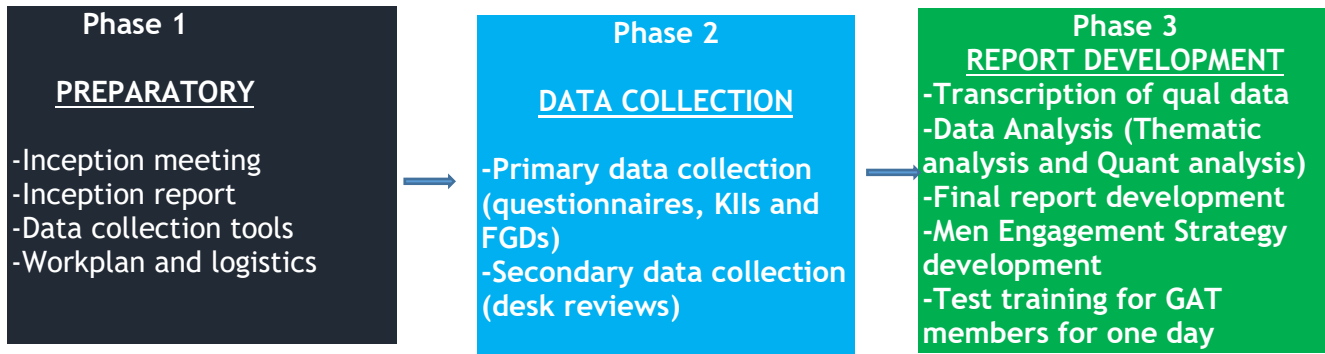 Phase 1
PREPARATORY
-Inception meeting
-Inception report
-Data collection tools
-Workplan and logistics
Phase 2
DATA COLLECTION
-Primary data collection
(questionnaires, KIIs and
FGDs)
-Secondary data collection
(desk reviews)
Phase 3
REPORT DEVELOPMENT
-Transcription of qual data
-Data Analysis (Thematic
analysis and Quant analysis)
-Final report development
-Men Engagement Strategy
development
-Test training for GAT
members for one day